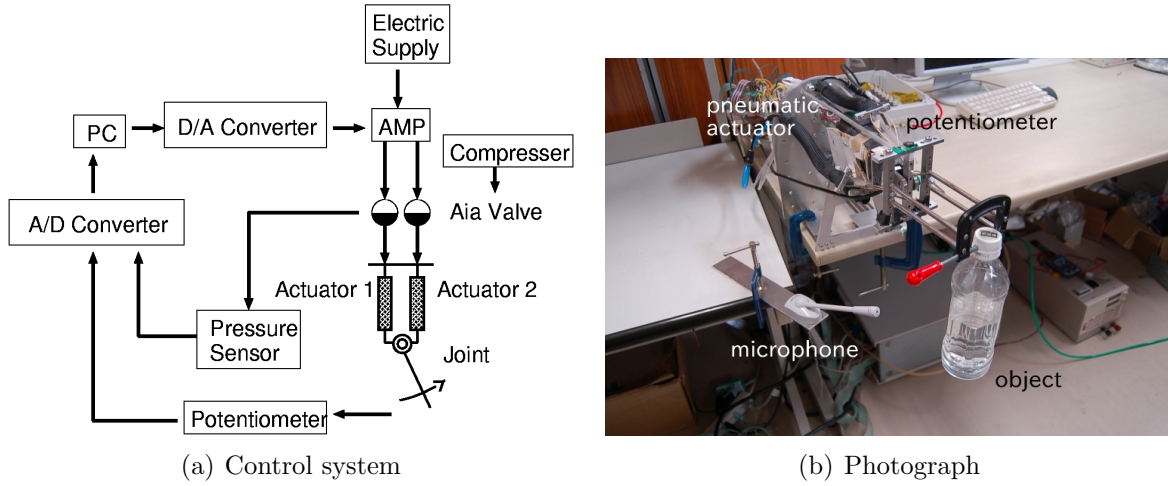 Electric
Supply
PC
D/A Converter
AMP
Compresser
A/D Converter
Aia Valve
Actuator 1
Actuator 2
Pressure
Sensor
Joint
Potentiometer
(a) Control system
pneumatic
actuator
potentiometer
microphone
object
(b) Photograph